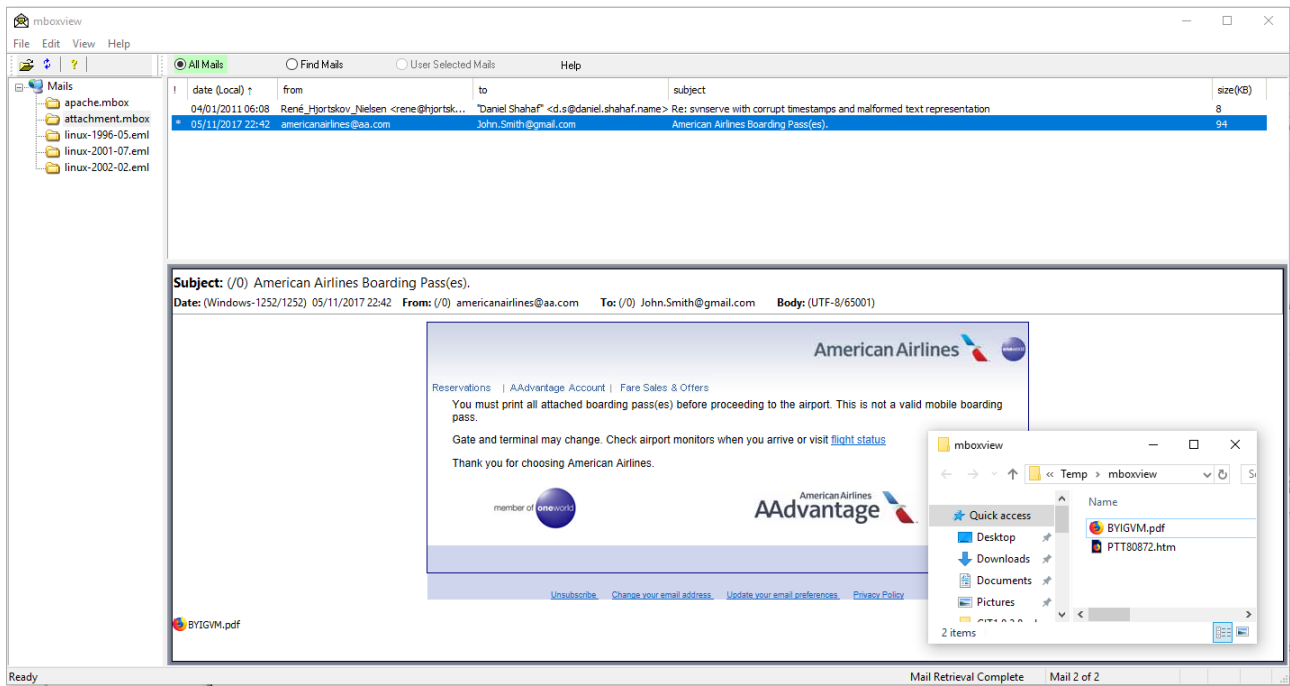 mboxview
File Edit View Help
All Mails Find Mails User Selected Mails Help
Mails
apache.mbox
attachment.mbox
linux-1996-05.eml
linux-2001-07.eml
linux-2002-02.eml
! date (Local) ↑ from to subject size(KB)
04/01/2011 06:08 René_Hjortskov_Nielsen <rene@hjortsk... "Daniel Shahaf" <d.s@daniel.shahaf.name> Re: svnserve with corrupt timestamps and malformed text representation 8
* 05/11/2017 22:42 americanairlines@aa.com John.Smith@gmail.com American Airlines Boarding Pass(es). 94
Subject: (/0) American Airlines Boarding Pass(es).
Date: (Windows-1252/1252) 05/11/2017 22:42 From: (/0) americanairlines@aa.com To: (/0) John.Smith@gmail.com Body: (UTF-8/65001)
American Airlines oneworld
Reservations | AAdvantage Account | Fare Sales & Offers
You must print all attached boarding pass(es) before proceeding to the airport. This is not a valid mobile boarding
pass.
Gate and terminal may change. Check airport monitors when you arrive or visit flight status
Thank you for choosing American Airlines.
member of oneworld
American Airlines
AAdvantage
Unsubscribe Change your email address Update your email preferences Privacy Policy
BYIGVM.pdf
mboxview
« Temp > mboxview
Name
Quick access
Desktop
Downloads
Documents
Pictures
BYIGVM.pdf
PTT80872.htm
2 items
Ready Mail Retrieval Complete Mail 2 of 2